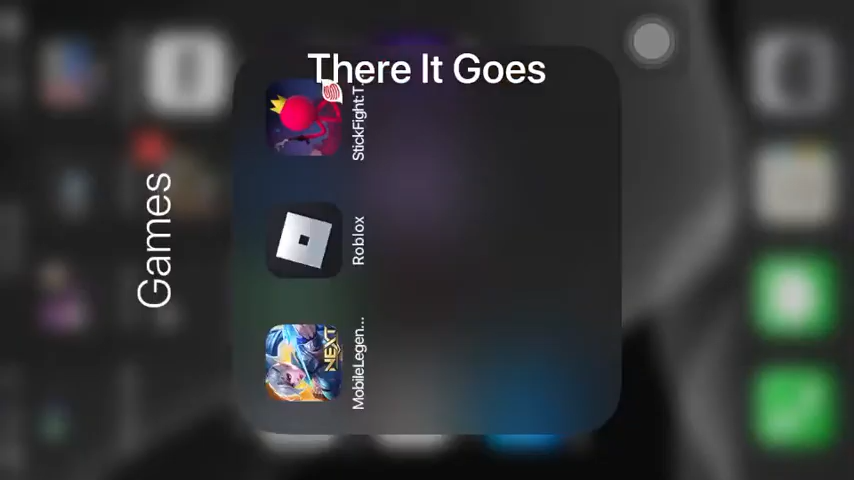 There It Goes
Games
StickFight:T...
Roblox
MobileLegen...
NEXT